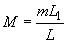 M = mL₁/L